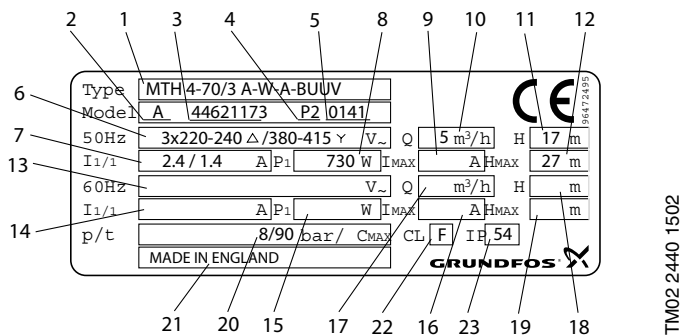 2 1 3 4 5 8 9 10 11 12
Type MTH 4-70/3 A-W-A-BUUV
Model A 44621173 P2 0141
CE
96472495
6 50Hz 3x220-240 △/380-415 Y V~ Q 5 m³/h H 17 m
7 I1/1 2.4 / 1.4 A P1 730 W IMAX A HMAX 27 m
13 60Hz V~ Q m³/h H m
14 I1/1 A P1 W IMAX A HMAX m
p/t 8/90 bar/ CMAX CL F IP 54
MADE IN ENGLAND GRUNDFOS
21 20 15 17 22 16 23 19 18
TM02 2440 1502